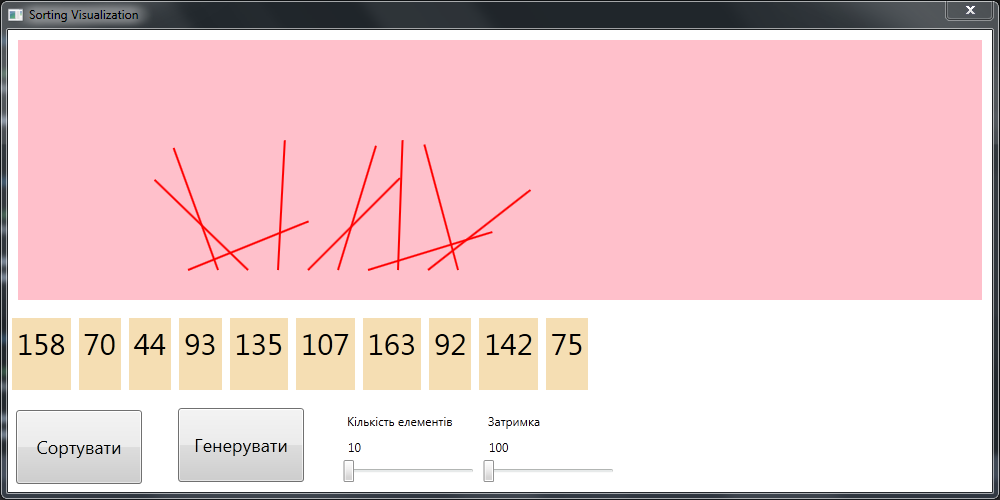 Sorting Visualization
158 70 44 93 135 107 163 92 142 75
Сортувати
Генерувати
Кількість елементів
10
Затримка
100